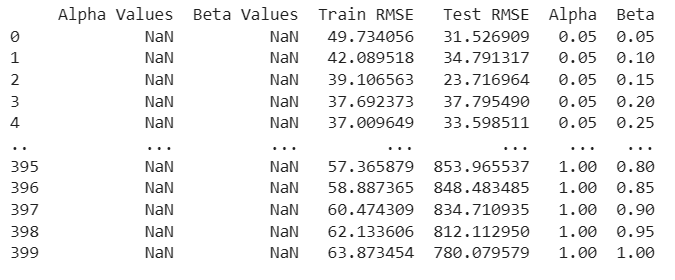 Alpha Values Beta Values Train RMSE Test RMSE Alpha Beta
0 NaN NaN 49.734056 31.526909 0.05 0.05
1 NaN NaN 42.089518 34.791317 0.05 0.10
2 NaN NaN 39.106563 23.716964 0.05 0.15
3 NaN NaN 37.692373 37.795490 0.05 0.20
4 NaN NaN 37.009649 33.598511 0.05 0.25
.. ... ... ... ... ... ...
395 NaN NaN 57.365879 853.965537 1.00 0.80
396 NaN NaN 58.887365 848.483485 1.00 0.85
397 NaN NaN 60.474309 834.710935 1.00 0.90
398 NaN NaN 62.133606 812.112950 1.00 0.95
399 NaN NaN 63.873454 780.079579 1.00 1.00